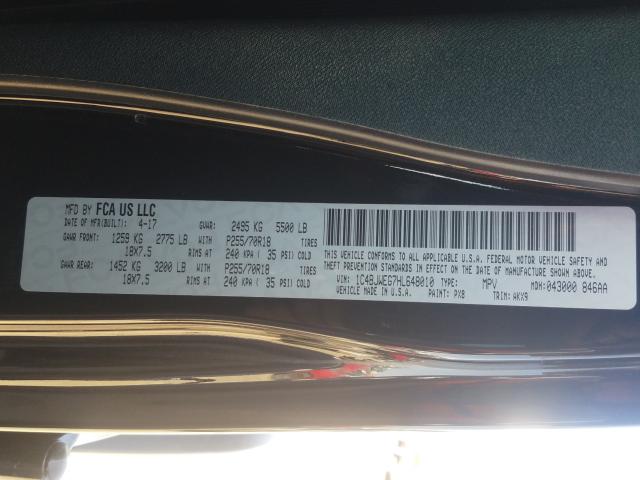 MFD BY FCA US LLC
DATE OF MFR(BUILT): 4-17 GVWR: 2495 KG 5500 LB
GAWR FRONT: 1259 KG 2775 LB WITH P255/70R18 TIRES
18X7.5 RIMS AT 240 KPA ( 35 PSI) COLD
GAWR REAR: 1452 KG 3200 LB WITH P255/70R18 TIRES
18X7.5 RIMS AT 240 KPA ( 35 PSI) COLD
THIS VEHICLE CONFORMS TO ALL APPLICABLE U.S.A. FEDERAL MOTOR VEHICLE SAFETY AND
THEFT PREVENTION STANDARDS IN EFFECT ON THE DATE OF MANUFACTURE SHOWN ABOVE.
VIN: 1C4BJWEG7HL648010 TYPE: MPV MDH: 043000 846AA
VEHICLE MADE IN U.S.A. PAINT: PX8 TRIM: AKX9